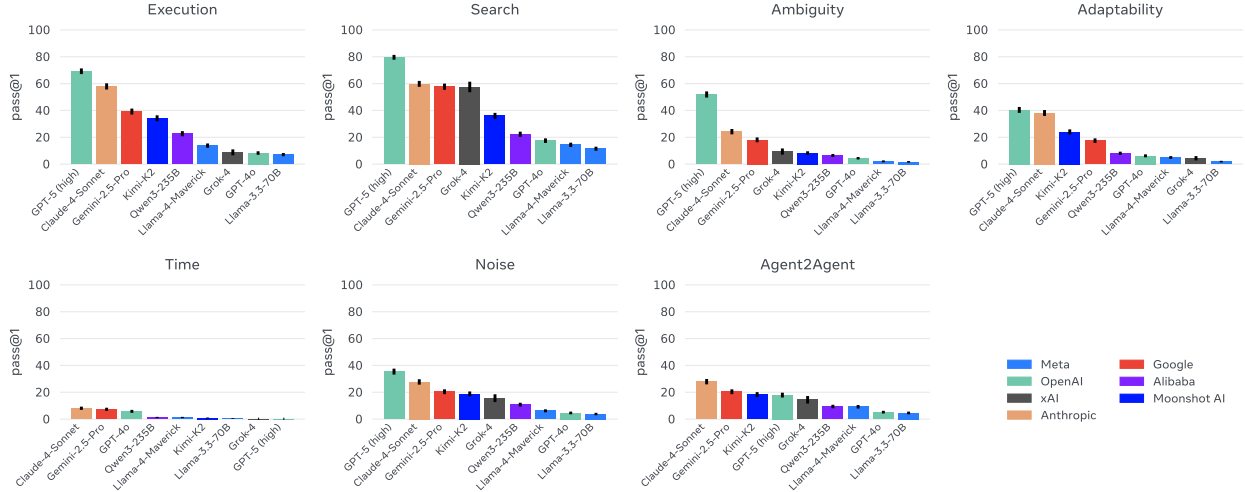 Execution
pass@1
100
80
60
40
20
0
GPT-5 (high)
Claude-4-Sonnet
Gemini-2.5-Pro
Kimi-K2
Qwen3-235B
Llama-4-Maverick
Grok-4
GPT-4o
Llama-3.3-70B
Search
pass@1
100
80
60
40
20
0
GPT-5 (high)
Claude-4-Sonnet
Gemini-2.5-Pro
Grok-4
Kimi-K2
Qwen3-235B
GPT-4o
Llama-4-Maverick
Llama-3.3-70B
Ambiguity
pass@1
100
80
60
40
20
0
GPT-5 (high)
Claude-4-Sonnet
Gemini-2.5-Pro
Grok-4
Kimi-K2
Qwen3-235B
GPT-4o
Llama-4-Maverick
Llama-3.3-70B
Adaptability
pass@1
100
80
60
40
20
0
GPT-5 (high)
Claude-4-Sonnet
Kimi-K2
Gemini-2.5-Pro
Qwen3-235B
GPT-4o
Llama-4-Maverick
Grok-4
Llama-3.3-70B
Time
pass@1
100
80
60
40
20
0
Claude-4-Sonnet
Gemini-2.5-Pro
GPT-4o
Qwen3-235B
Llama-4-Maverick
Kimi-K2
Llama-3.3-70B
Grok-4
GPT-5 (high)
Noise
pass@1
100
80
60
40
20
0
GPT-5 (high)
Claude-4-Sonnet
Gemini-2.5-Pro
Kimi-K2
Grok-4
Qwen3-235B
Llama-4-Maverick
GPT-4o
Llama-3.3-70B
Agent2Agent
pass@1
100
80
60
40
20
0
Claude-4-Sonnet
Gemini-2.5-Pro
Kimi-K2
GPT-5 (high)
Grok-4
Qwen3-235B
Llama-4-Maverick
GPT-4o
Llama-3.3-70B
Meta
OpenAI
xAI
Anthropic
Google
Alibaba
Moonshot AI